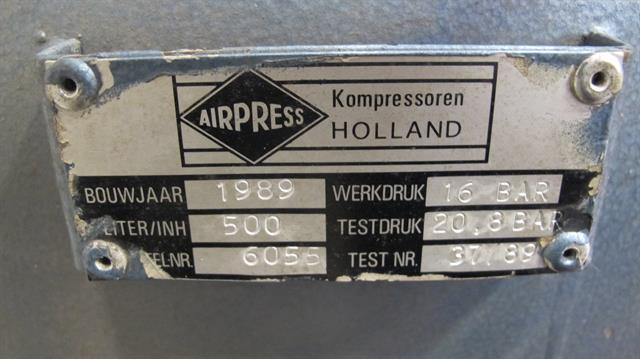 AIRPRESS
Kompressoren
HOLLAND
BOUWJAAR 1989 WERKDRUK 16 BAR
LITER/INH 500 TESTDRUK 20,8 BAR
TELNR. 6055 TEST NR. 37/89